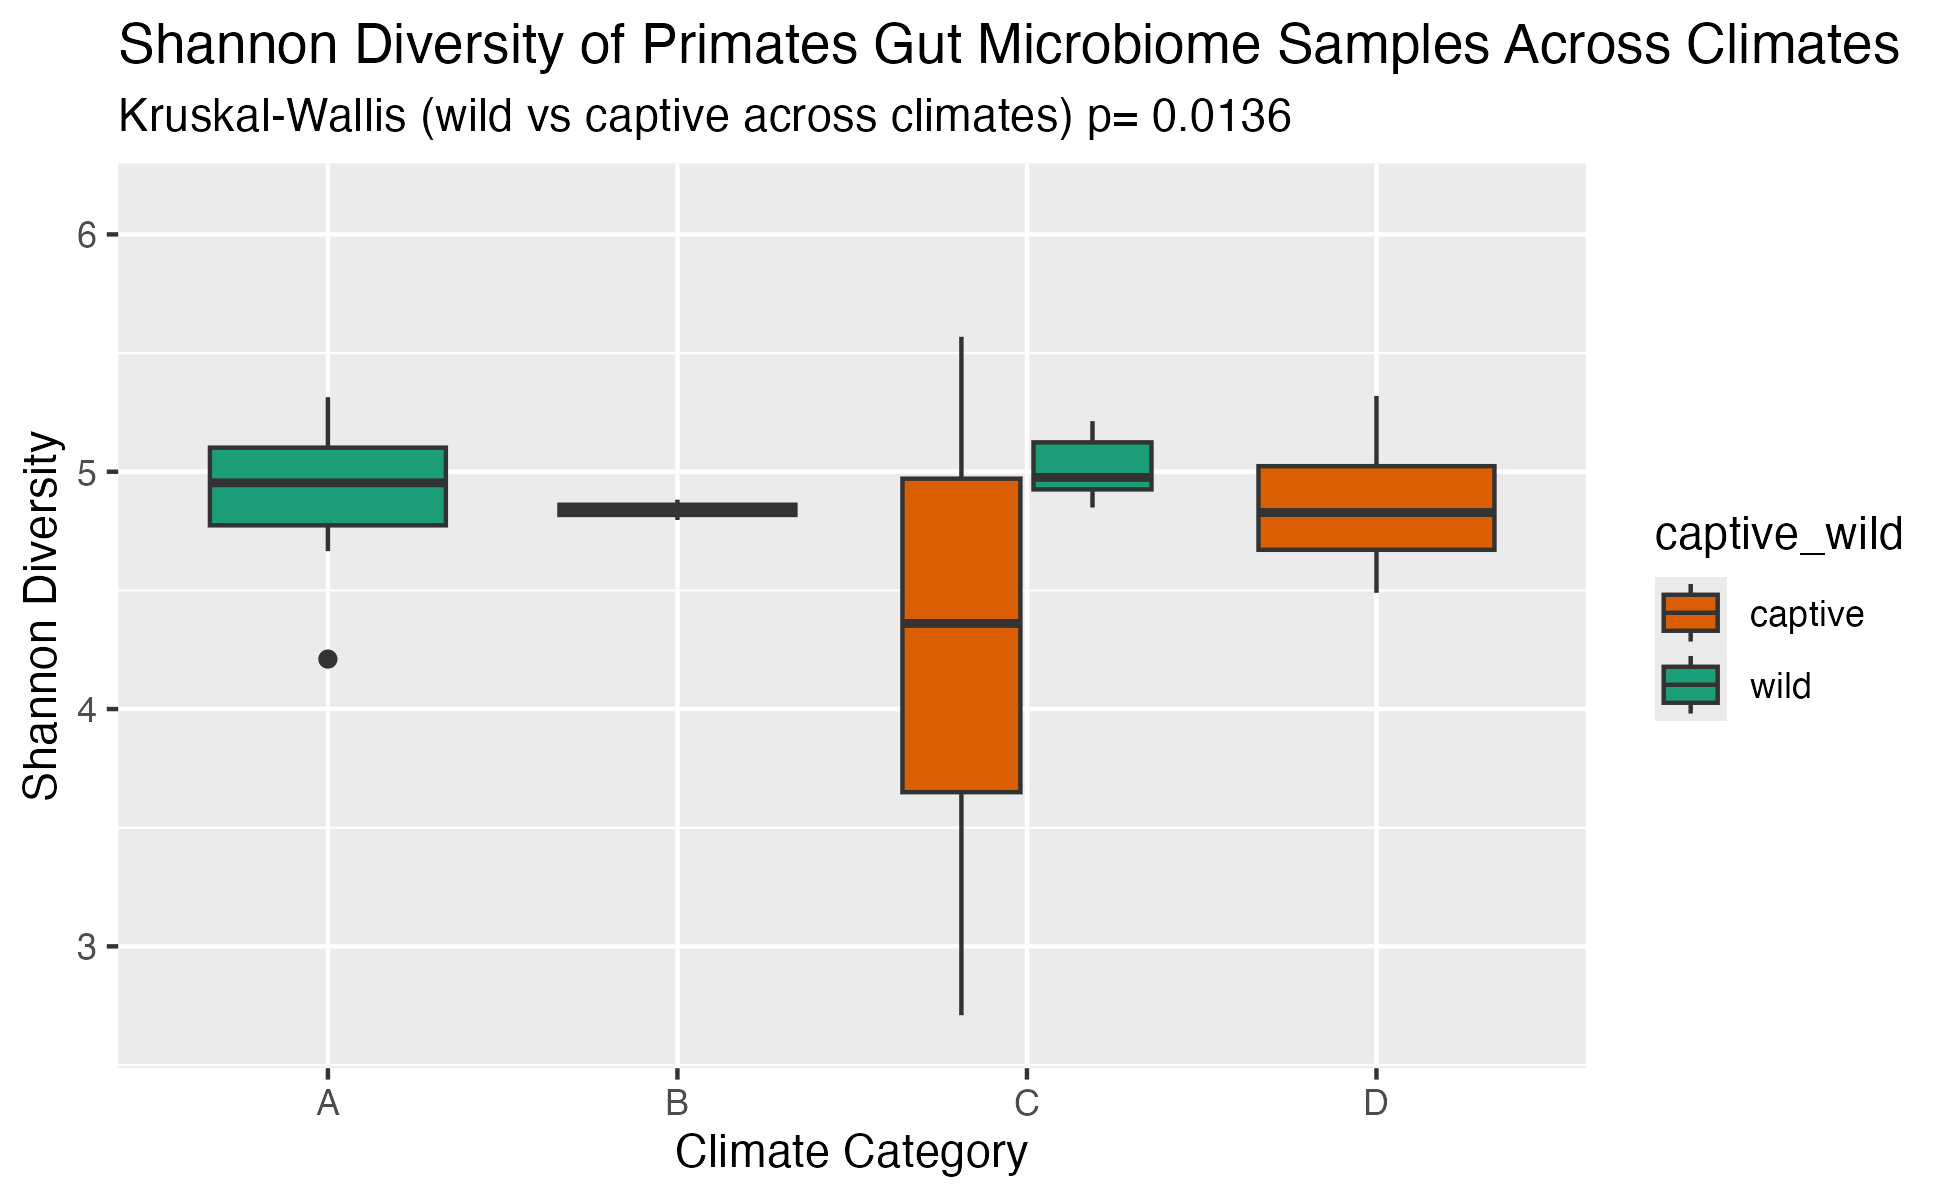 Shannon Diversity of Primates Gut Microbiome Samples Across Climates
Kruskal-Wallis (wild vs captive across climates) p= 0.0136
6
5
4
3
Shannon Diversity
A B C D
Climate Category
captive_wild
captive
wild